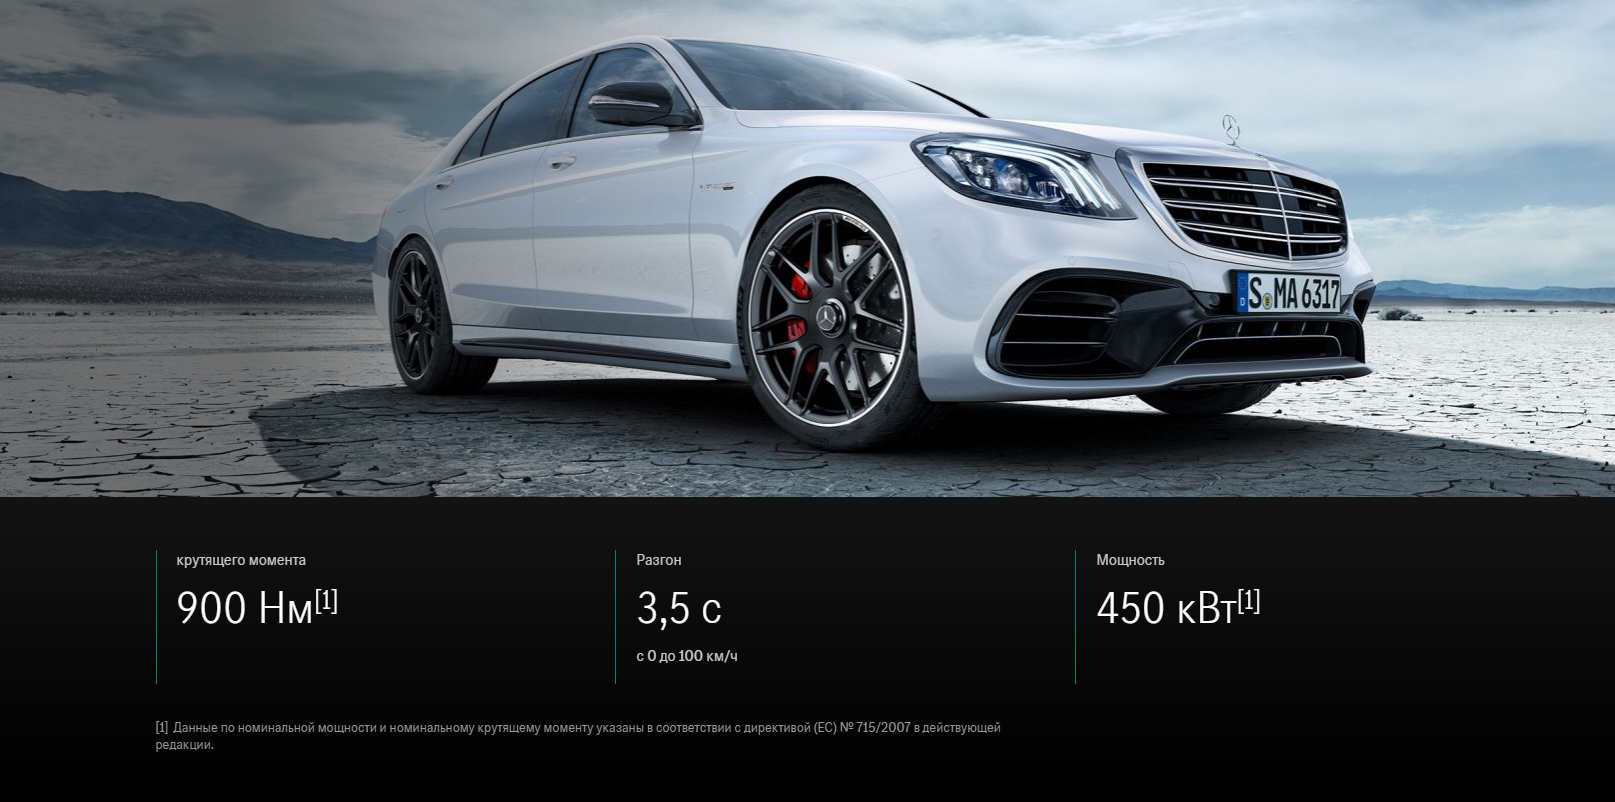 S MA 6317
D
крутящего момента
900 Нм[1]
Разгон
3,5 с
с 0 до 100 км/ч
Мощность
450 кВт[1]
[1] Данные по номинальной мощности и номинальному крутящему моменту указаны в соответствии с директивой (ЕС) № 715/2007 в действующей
редакции.